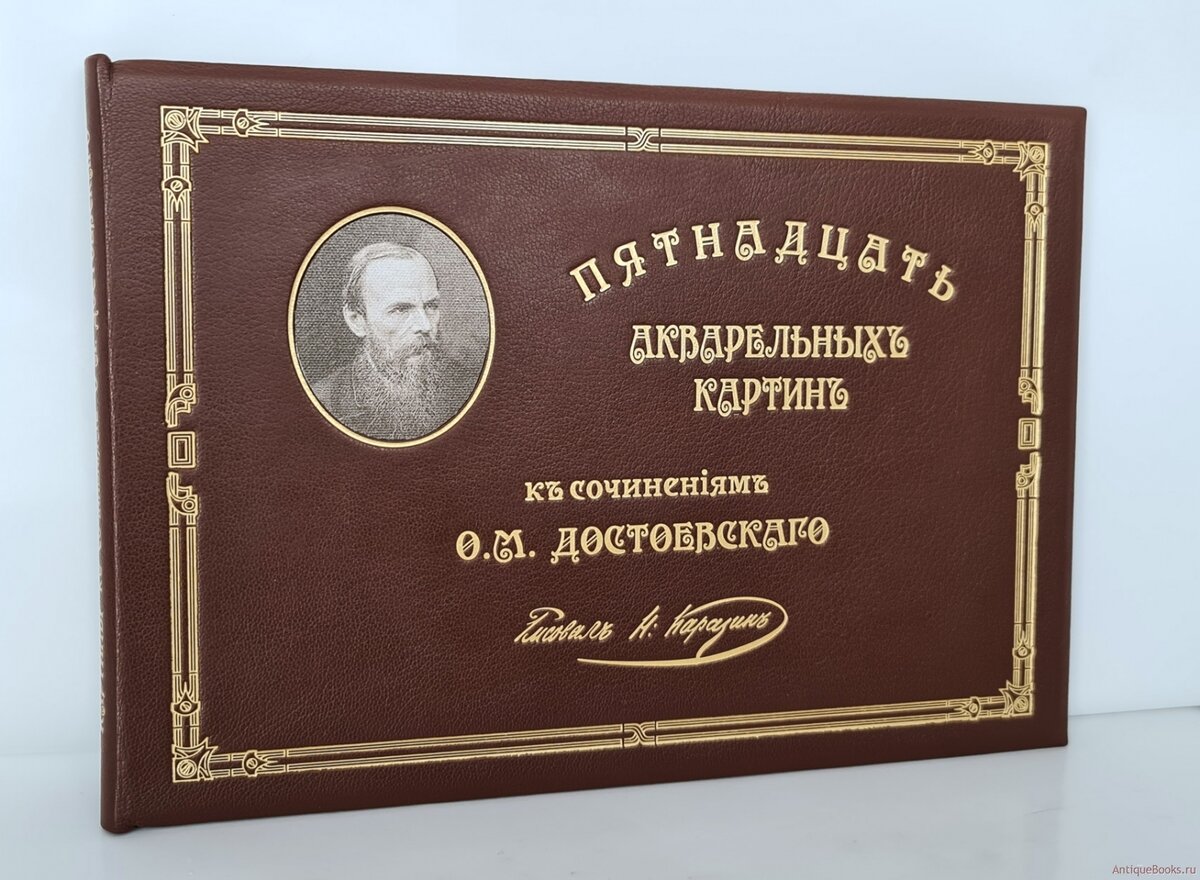 ПЯТНАДЦАТЬ
АКВАРЕЛЬНЫХЪ
КАРТИНЪ
КЪ СОЧИНЕНІЯМЪ
Ѳ.М. ДОСТОЕВСКАГО
Рисовалъ Н. Каразинъ
AntiqueBooks.ru